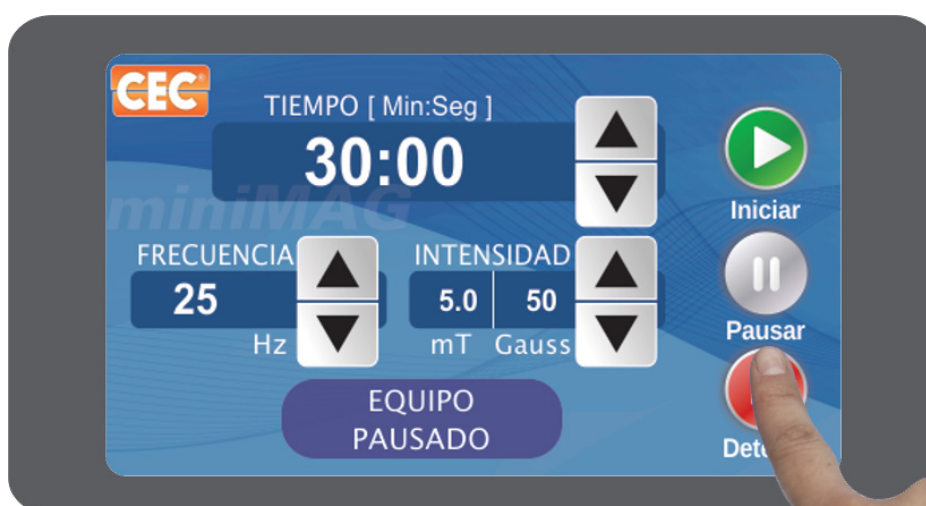 CEC
TIEMPO [ Min:Seg ]
30:00
miniMAG
Iniciar
FRECUENCIA
25
Hz
INTENSIDAD
5.0 50
mT Gauss
Pausar
EQUIPO
PAUSADO